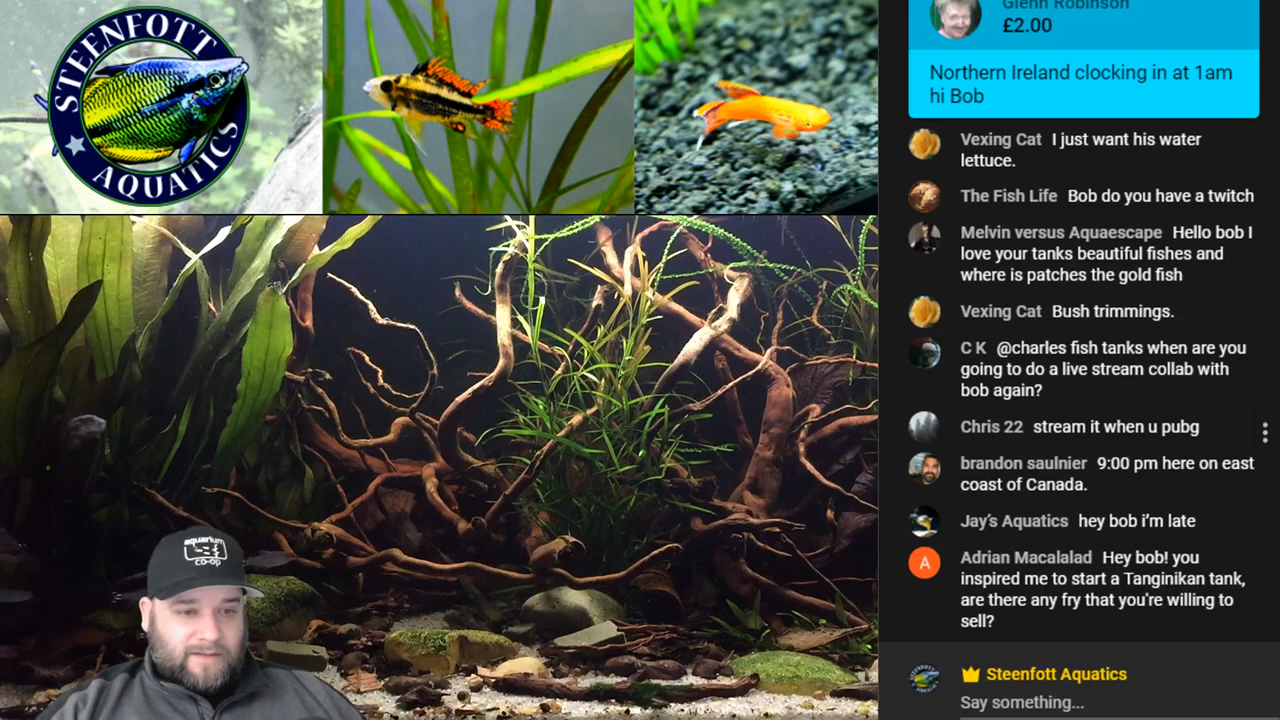 STEENFOTT
AQUATICS
aquarium
co-op
Glenn Robinson
£2.00
Northern Ireland clocking in at 1am
hi Bob
Vexing Cat I just want his water
lettuce.
The Fish Life Bob do you have a twitch
Melvin versus Aquaescape Hello bob I
love your tanks beautiful fishes and
where is patches the gold fish
Vexing Cat Bush trimmings.
C K @charles fish tanks when are you
going to do a live stream collab with
bob again?
Chris 22 stream it when u pubg
brandon saulnier 9:00 pm here on east
coast of Canada.
Jay's Aquatics hey bob i'm late
A
Adrian Macalalad Hey bob! you
inspired me to start a Tanginikan tank,
are there any fry that you're willing to
sell?
Steenfott Aquatics
Say something...